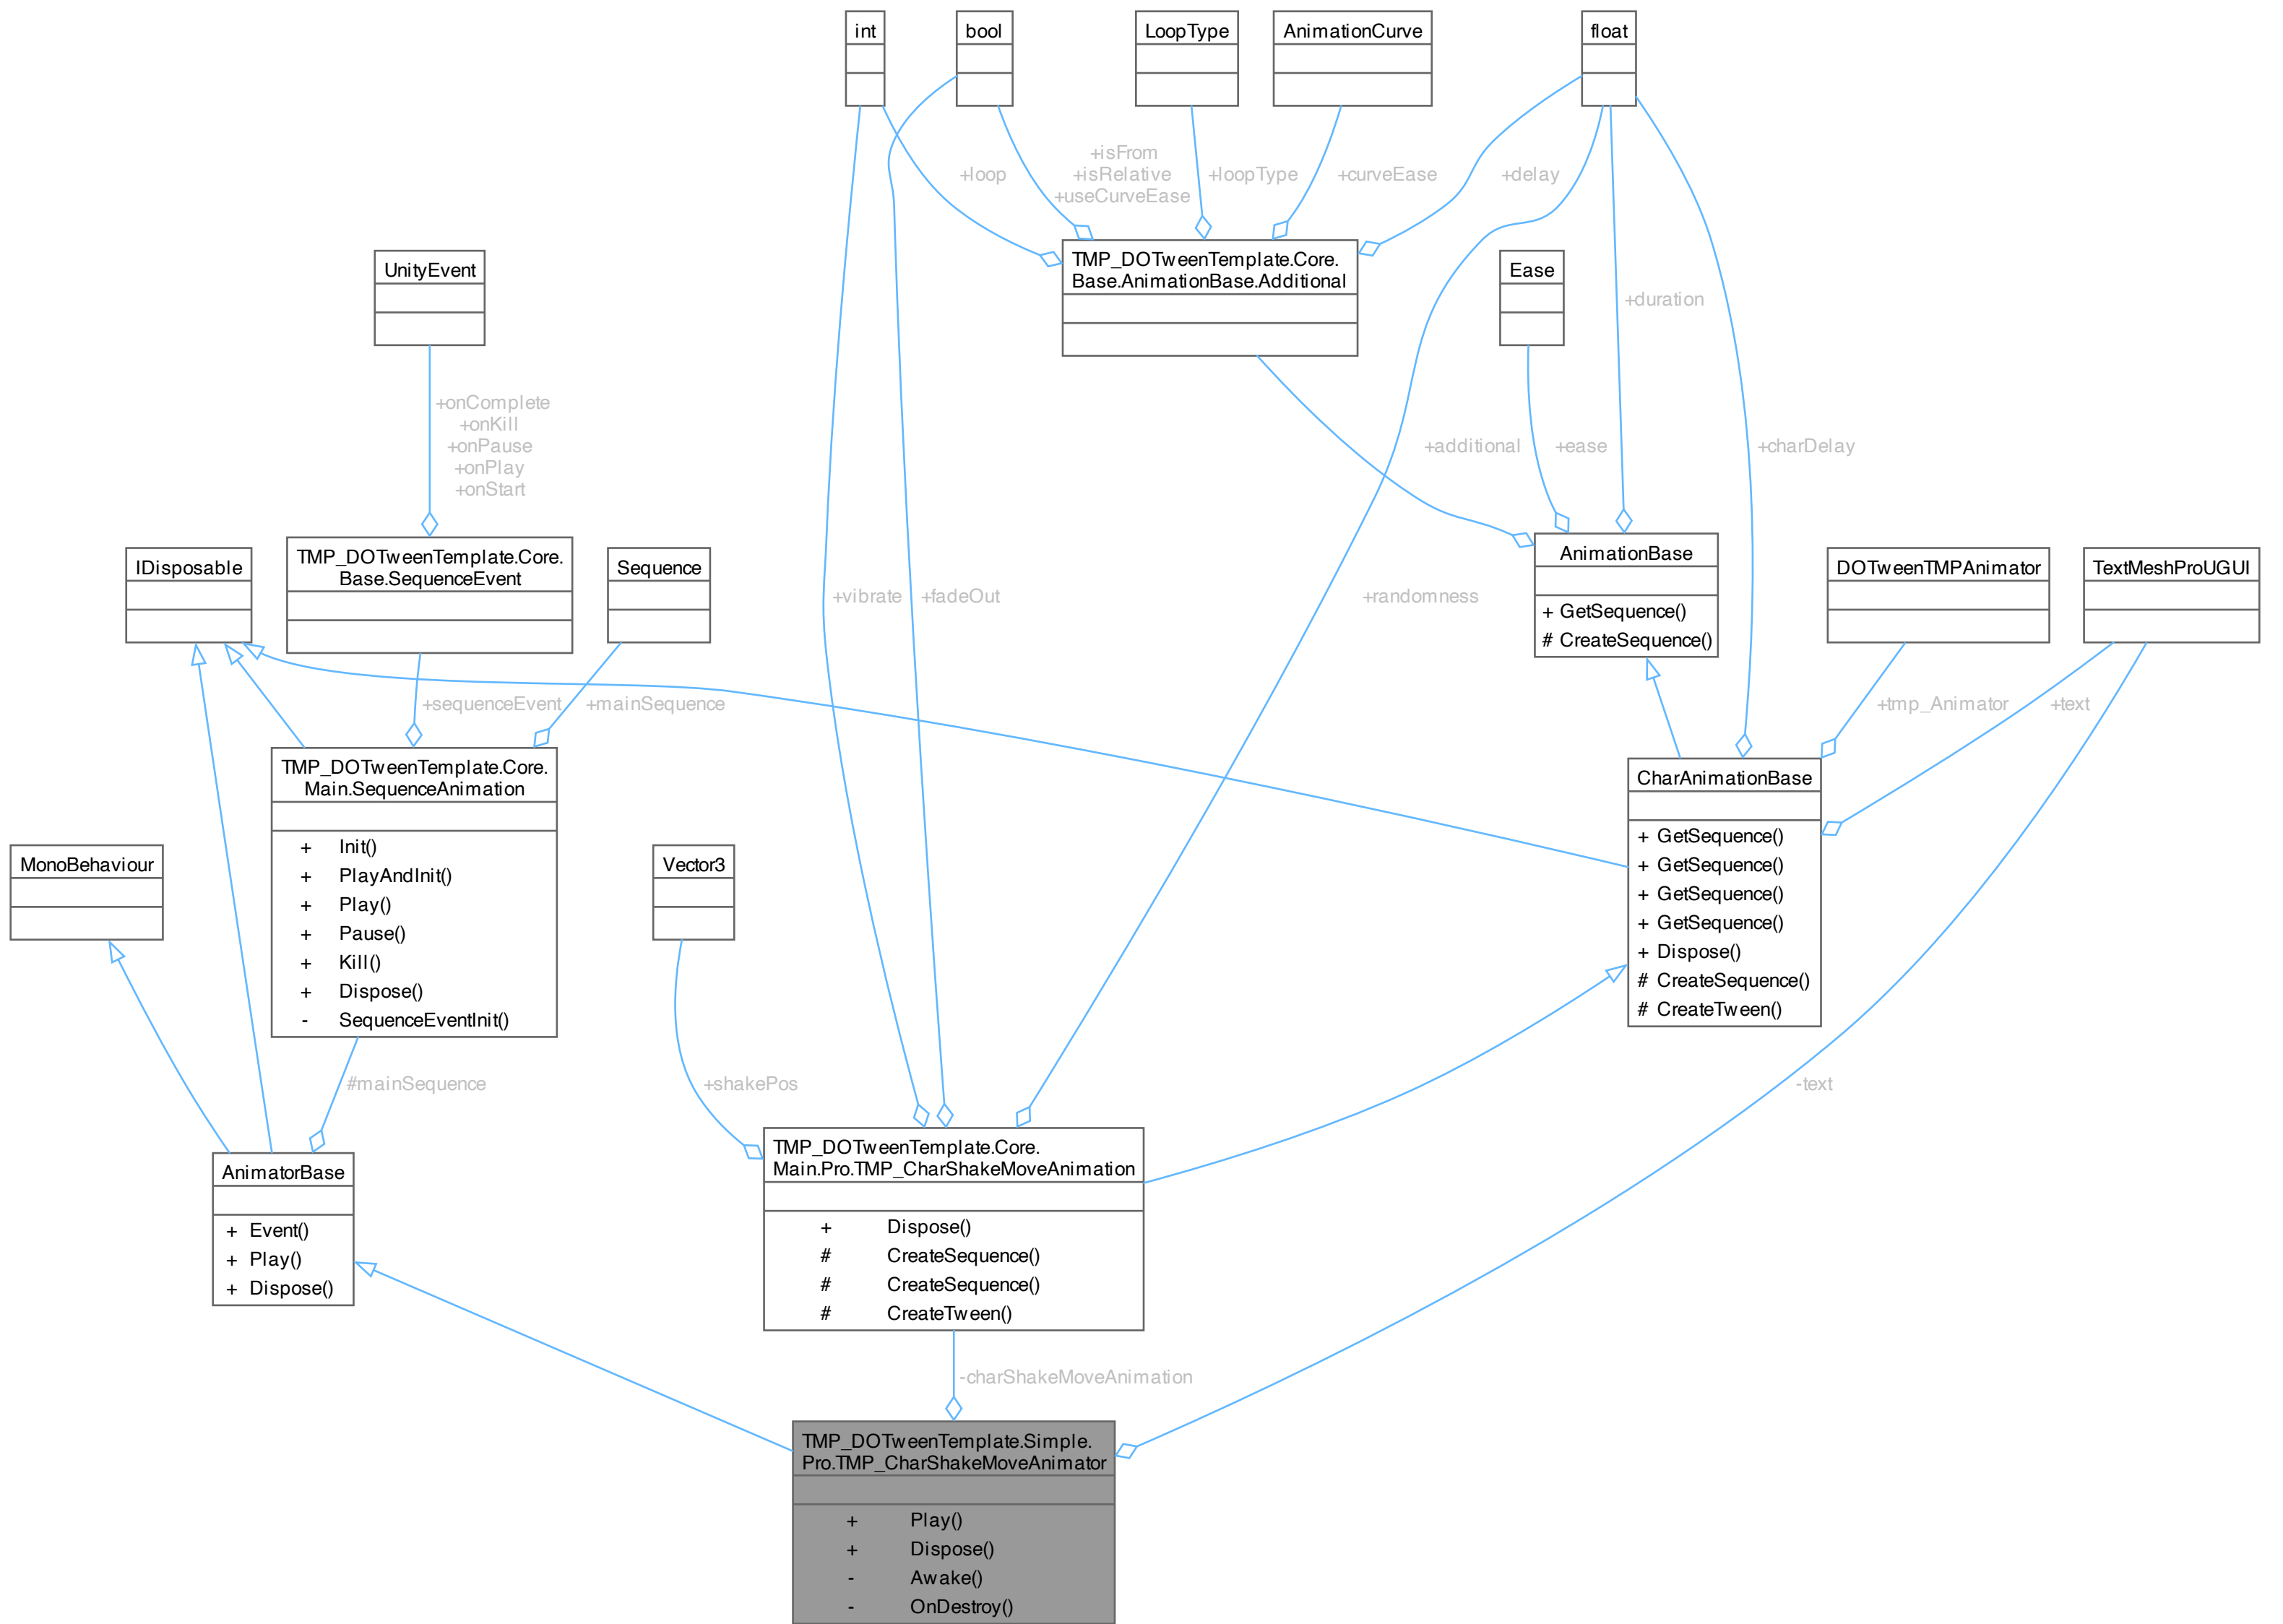 int
bool
LoopType
AnimationCurve
float
+loop
+isFrom
+isRelative
+useCurveEase
+loopType
+curveEase
+delay
UnityEvent
TMP_DOTweenTemplate.Core.
Base.AnimationBase.Additional
Ease
+duration
+onComplete
+onKill
+onPause
+onPlay
+onStart
+additional
+ease
+charDelay
IDisposable
TMP_DOTweenTemplate.Core.
Base.SequenceEvent
Sequence
+vibrate
+fadeOut
+randomness
AnimationBase
+ GetSequence()
# CreateSequence()
DOTweenTMPAnimator
TextMeshProUGUI
+sequenceEvent
+mainSequence
+tmp_Animator
+text
TMP_DOTweenTemplate.Core.
Main.SequenceAnimation
+ Init()
+ PlayAndInit()
+ Play()
+ Pause()
+ Kill()
+ Dispose()
- SequenceEventInit()
CharAnimationBase
+ GetSequence()
+ GetSequence()
+ GetSequence()
+ GetSequence()
+ Dispose()
# CreateSequence()
# CreateTween()
MonoBehaviour
Vector3
#mainSequence
+shakePos
-text
AnimatorBase
+ Event()
+ Play()
+ Dispose()
TMP_DOTweenTemplate.Core.
Main.Pro.TMP_CharShakeMoveAnimation
+ Dispose()
# CreateSequence()
# CreateSequence()
# CreateTween()
-charShakeMoveAnimation
TMP_DOTweenTemplate.Simple.
Pro.TMP_CharShakeMoveAnimator
+ Play()
+ Dispose()
- Awake()
- OnDestroy()